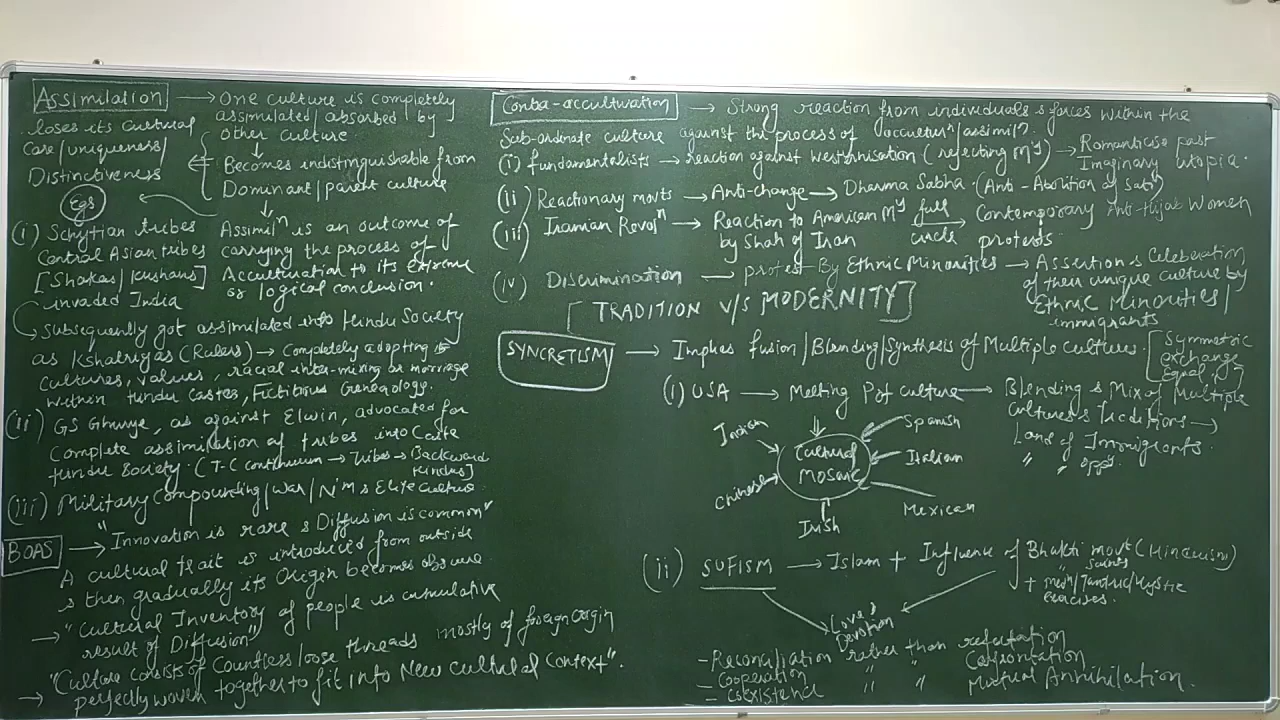 Assimilation → One culture is completely
assimilated/absorbed by
other culture.
loses its cultural
core/uniqueness/
Distinctiveness
Becomes indistinguishable from
Dominant/parent culture
Egs
Assimilⁿ is an outcome of
carrying the process of
Acculturation to its extreme
or logical conclusion.
(i) Scythian tribes
Central Asian tribes
[Shakas/Kushans]
invaded India
Subsequently got assimilated into Hindu Society
as Kshatriyas (Rulers) → Completely adopting
Cultures, values, racial inter-mixing or marriage
within Hindu castes, Fictitious Genealogy.
(ii) GS Ghurye, as against Elwin, advocated for
Complete assimilation of tribes into Caste
Hindu Society. (T-C continuum → Tribes → Backward
Hindus]
(iii) Military compounding/War/N'ms Elite Culture
BOAS → "Innovation is rare & Diffusion is common"
A cultural trait is introduced from outside
& then gradually its origin becomes obscure
→ "Cultural Inventory of people is cumulative
result of Diffusion"
→ "Culture consists of Countless loose threads mostly of foreign origin
perfectly woven together to fit into New Cultural Context".
Contra-acculturation → Strong reaction from individuals & forces within the
Sub-ordinate culture against the process of accultuⁿ/assimilⁿ.
(i) fundamentalists → reaction against Westernisation (rejecting Mʸ) → Romanticise past
Imaginary utopia.
(ii) Reactionary movts → Anti-change → Dharma Sabha (Anti-Abolition of Sati)
(iii) Iranian Revolⁿ → Reaction to American Mʸ full circle → Contemporary Anti-Hijab Women
by Shah of Iran protests
(iv) Discrimination — protest By Ethnic Minorities → Assertion & Celebration
of their unique culture by
Ethnic Minorities/
immigrants
[TRADITION V/S MODERNITY]
SYNCRETISM → Implies fusion/Blending/Synthesis of Multiple cultures. [Symmetric
exchange
Equal "]
(i) USA → Melting Pot culture → Blending & Mix of Multiple
Cultures & Traditions →
Land of Immigrants.
" " oppy.
Indian
Spanish
Cultural
Mosaic
Italian
Chinese
Mexican
Irish
(ii) SUFISM → Islam + Influence of Bhakti movt (Hinduism)
" saints
+ Medⁿ/Tantric/Mystic
Exercises.
Love &
Devotion
- Reconciliation rather than refutation
- Cooperation " " Confrontation
- Coexistence " " Mutual Annihilation.